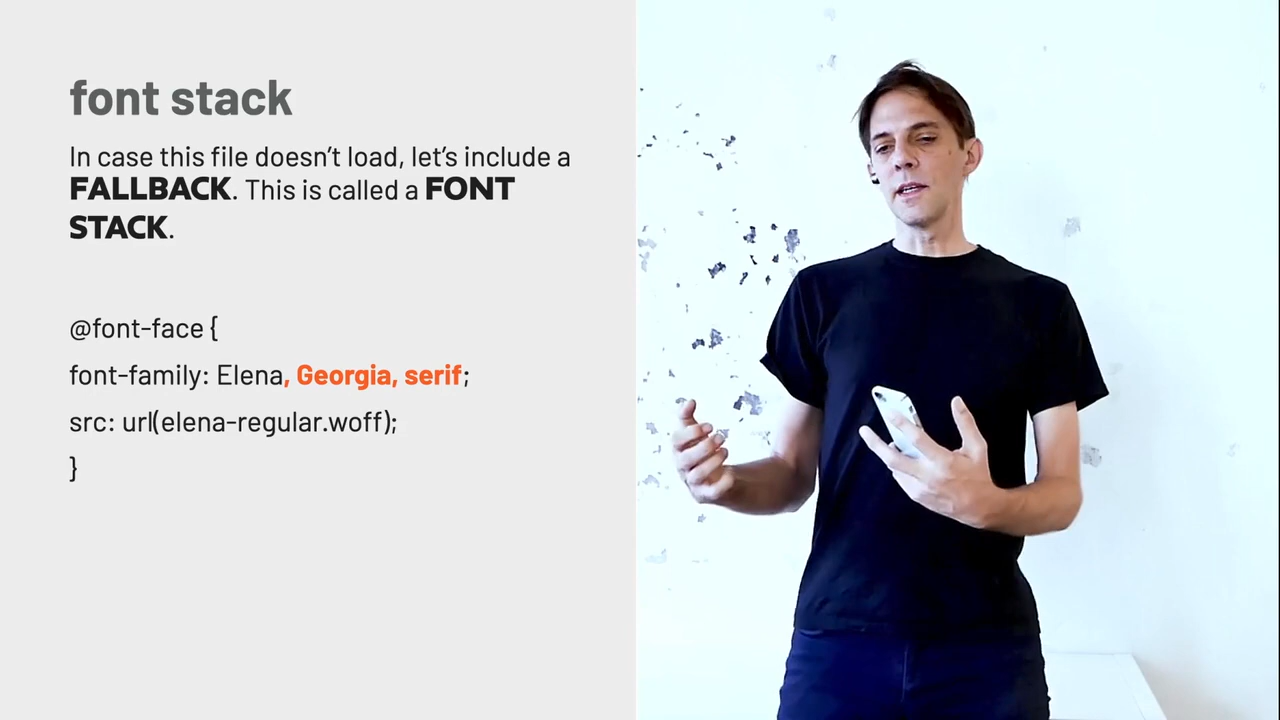 font stack
In case this file doesn’t load, let’s include a
FALLBACK. This is called a FONT
STACK.
@font-face {
font-family: Elena, Georgia, serif;
src: url(elena-regular.woff);
}